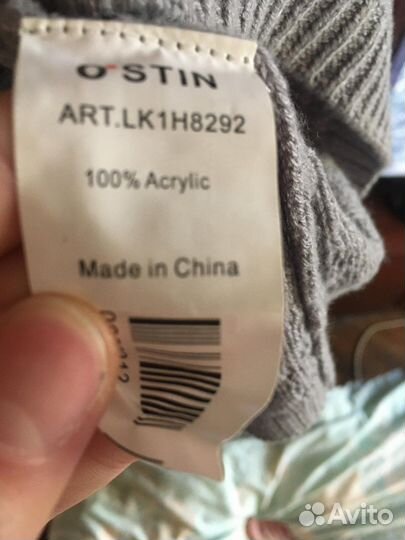 O'STIN
ART.LK1H8292
100% Acrylic
Made in China
Avito